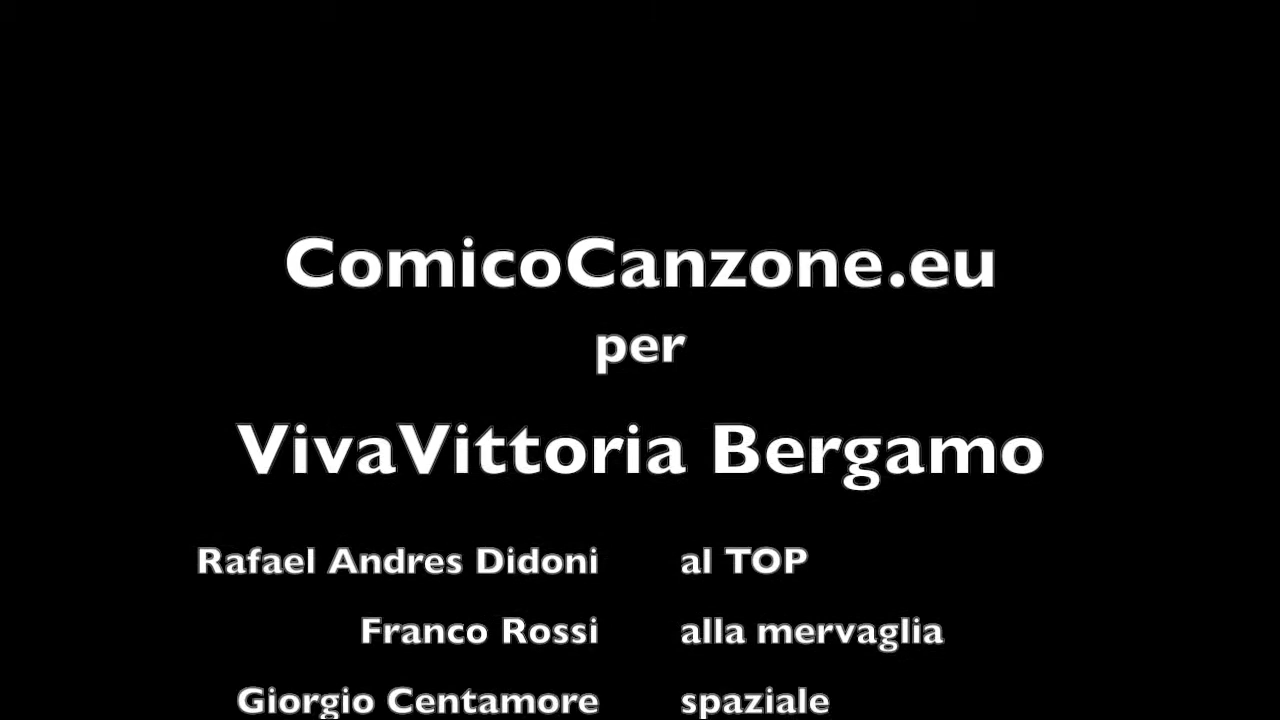 ComicoCanzone.eu
per
VivaVittoria Bergamo
Rafael Andres Didoni al TOP
Franco Rossi alla mervaglia
Giorgio Centamore spaziale